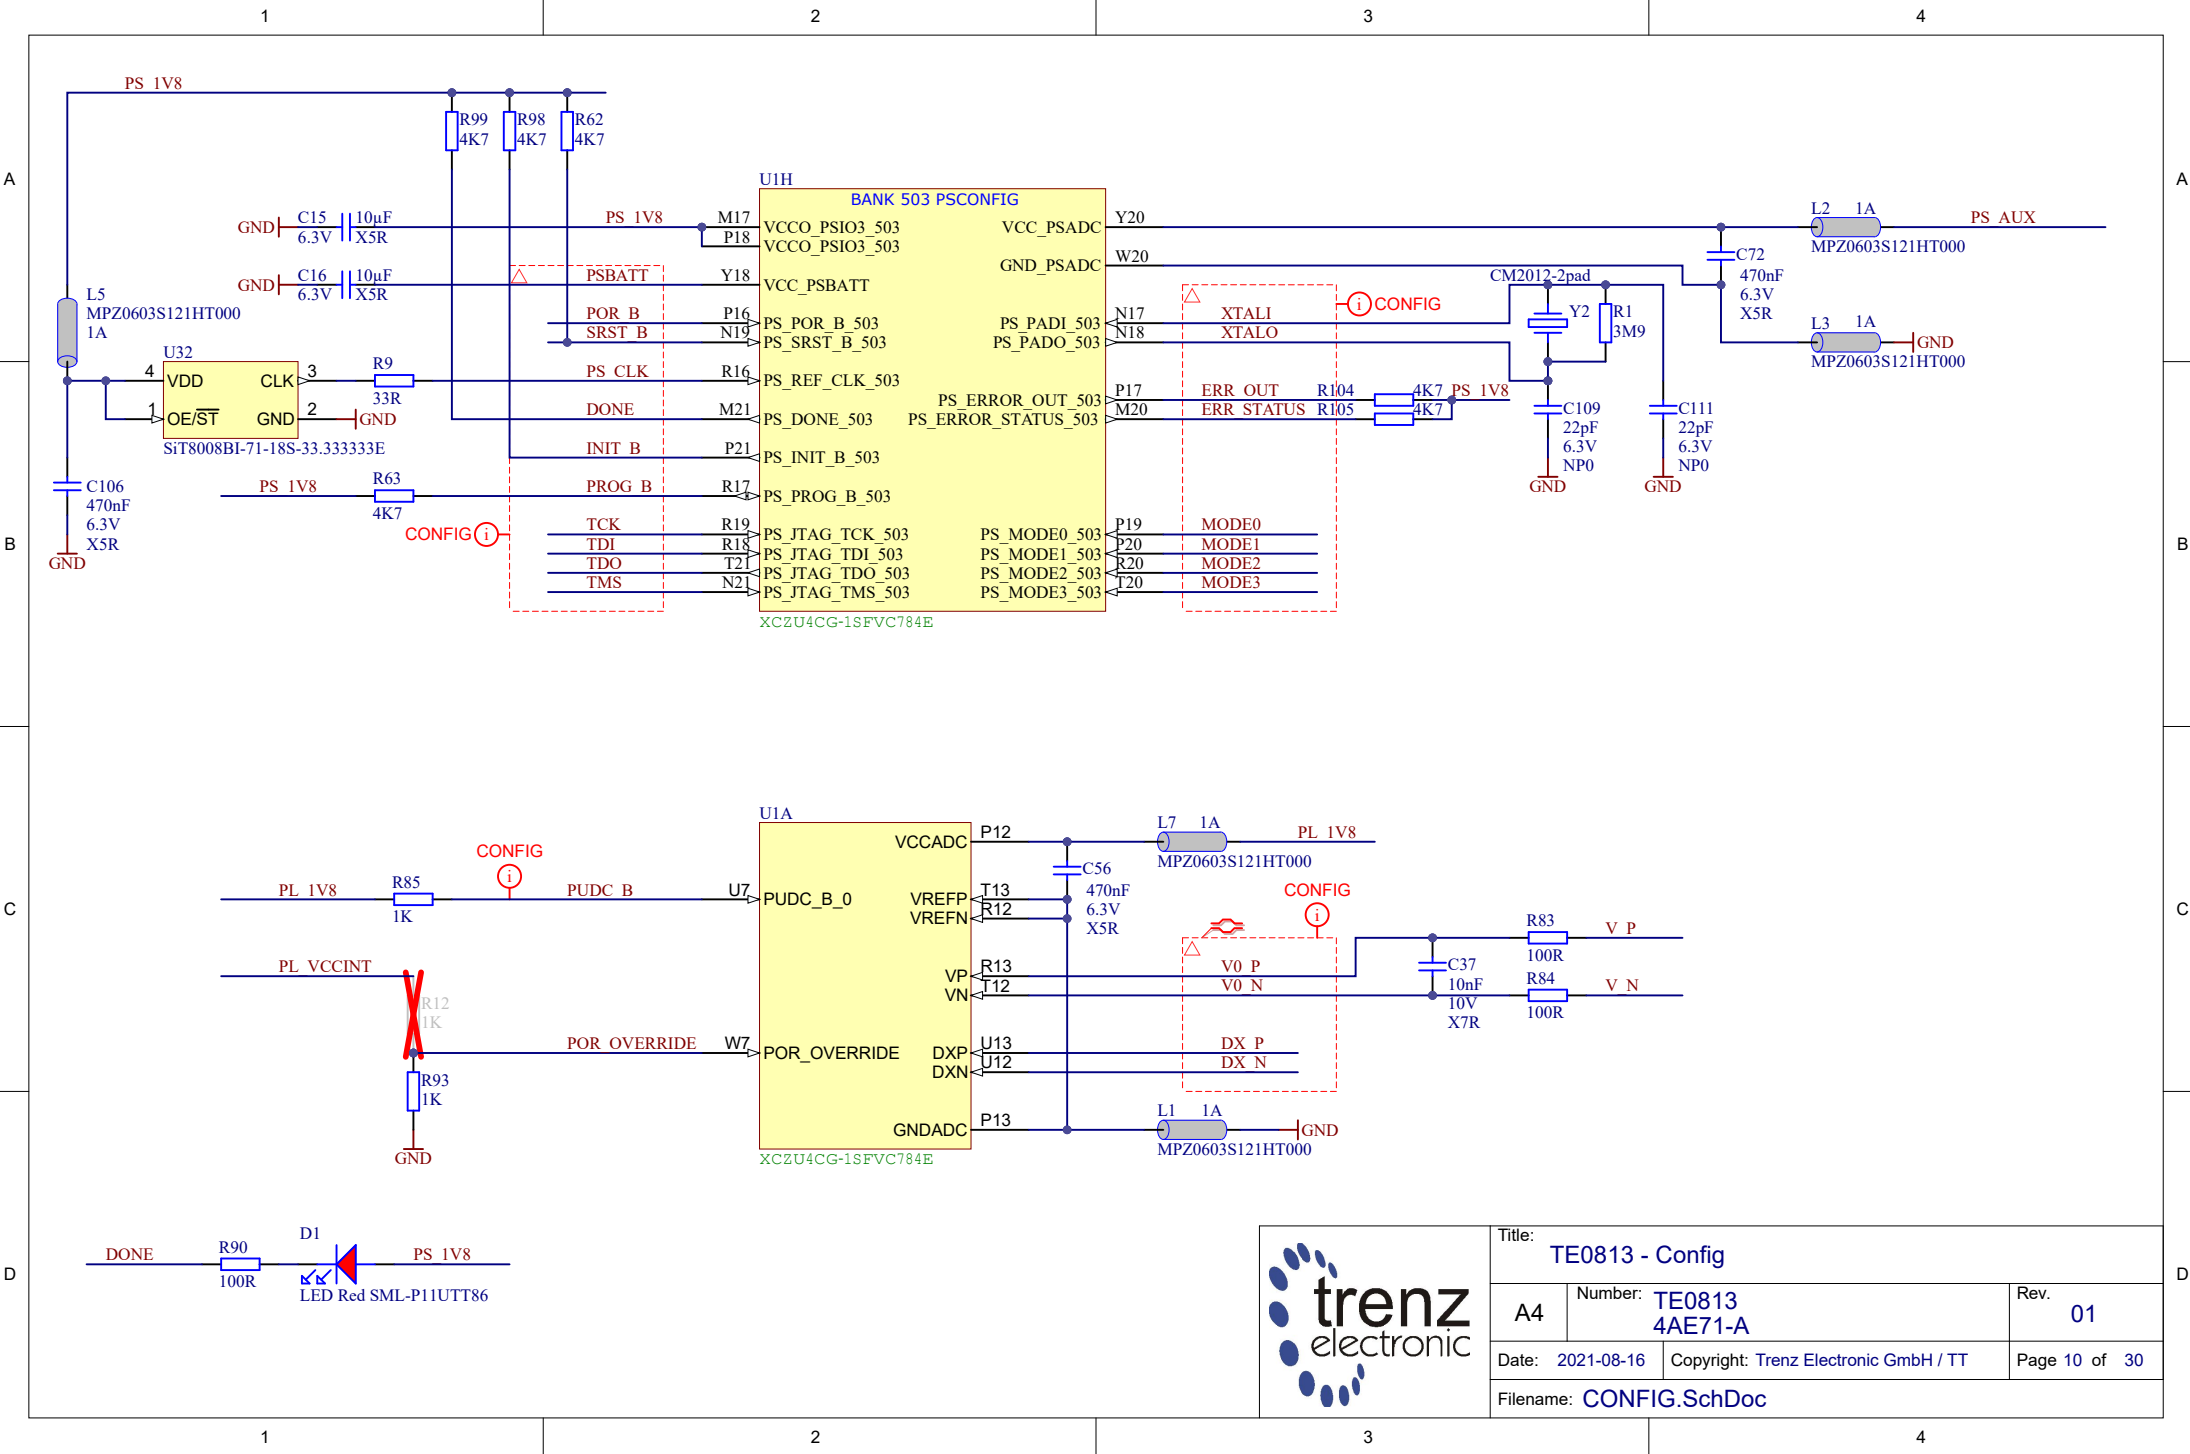 1 2 3 4
A A
B B
C C
D D
PS_1V8
R99
4K7
R98
4K7
R62
4K7
L5
MPZ0603S121HT000
1A
GND
C15
6.3V
10µF
X5R
PS_1V8
GND
C16
6.3V
10µF
X5R
PSBATT
POR_B
SRST_B
U32
4 VDD
1 OE/ST
CLK 3
GND 2
GND
SiT8008BI-71-18S-33.333333E
R9
33R
PS_CLK
DONE
INIT_B
C106
470nF
6.3V
X5R
GND
PS_1V8
R63
4K7
PROG_B
CONFIG i
TCK
TDI
TDO
TMS
U1H
BANK 503 PSCONFIG
M17 VCCO_PSIO3_503
P18 VCCO_PSIO3_503
Y18 VCC_PSBATT
P16 PS_POR_B_503
N19 PS_SRST_B_503
R16 PS_REF_CLK_503
M21 PS_DONE_503
P21 PS_INIT_B_503
R17 PS_PROG_B_503
R19 PS_JTAG_TCK_503
R18 PS_JTAG_TDI_503
T21 PS_JTAG_TDO_503
N21 PS_JTAG_TMS_503
VCC_PSADC Y20
GND_PSADC W20
PS_PADI_503 N17
PS_PADO_503 N18
PS_ERROR_OUT_503 P17
PS_ERROR_STATUS_503 M20
PS_MODE0_503 P19
PS_MODE1_503 P20
PS_MODE2_503 R20
PS_MODE3_503 T20
XCZU4CG-1SFVC784E
XTALI
XTALO
i CONFIG
ERR_OUT R104 4K7 PS_1V8
ERR_STATUS R105 4K7
MODE0
MODE1
MODE2
MODE3
CM2012-2pad
Y2
R1
3M9
C109
22pF
6.3V
NP0
GND
C111
22pF
6.3V
NP0
GND
C72
470nF
6.3V
X5R
L2 1A
MPZ0603S121HT000
PS_AUX
L3 1A
MPZ0603S121HT000
GND
PL_1V8
R85
1K
CONFIG
i
PUDC_B
PL_VCCINT
R12
1K
POR_OVERRIDE
R93
1K
GND
U1A
U7 PUDC_B_0
W7 POR_OVERRIDE
VCCADC P12
VREFP T13
VREFN R12
VP R13
VN T12
DXP U13
DXN U12
GNDADC P13
XCZU4CG-1SFVC784E
L7 1A
MPZ0603S121HT000
PL_1V8
C56
470nF
6.3V
X5R
CONFIG
i
V0_P
V0_N
DX_P
DX_N
C37
10nF
10V
X7R
R83
100R
V_P
R84
100R
V_N
L1 1A
MPZ0603S121HT000
GND
DONE
R90
100R
D1
LED Red SML-P11UTT86
PS_1V8
trenz
electronic
Title:
TE0813 - Config
A4
Number: TE0813
4AE71-A
Rev.
01
Date: 2021-08-16
Copyright: Trenz Electronic GmbH / TT
Page 10 of 30
Filename: CONFIG.SchDoc
1 2 3 4